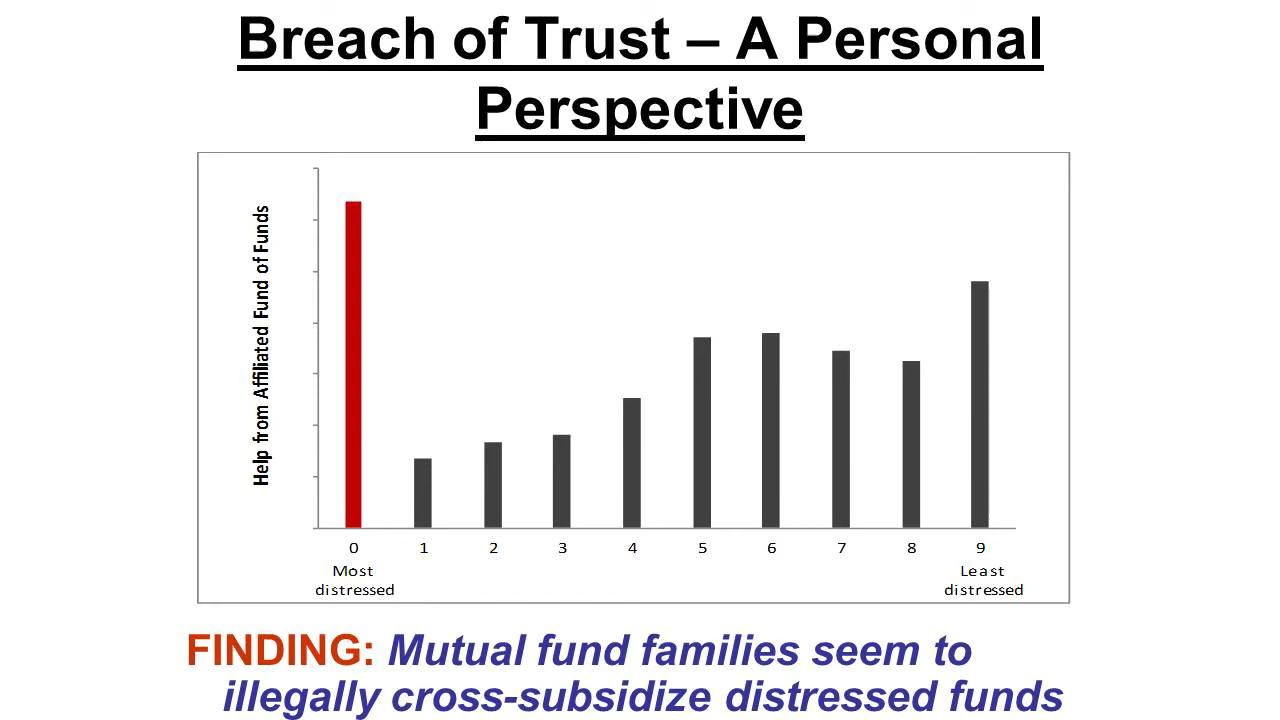 Breach of Trust – A Personal
Perspective
Help from Affiliated Fund of Funds
0 1 2 3 4 5 6 7 8 9
Most Least
distressed distressed
FINDING: Mutual fund families seem to
illegally cross-subsidize distressed funds